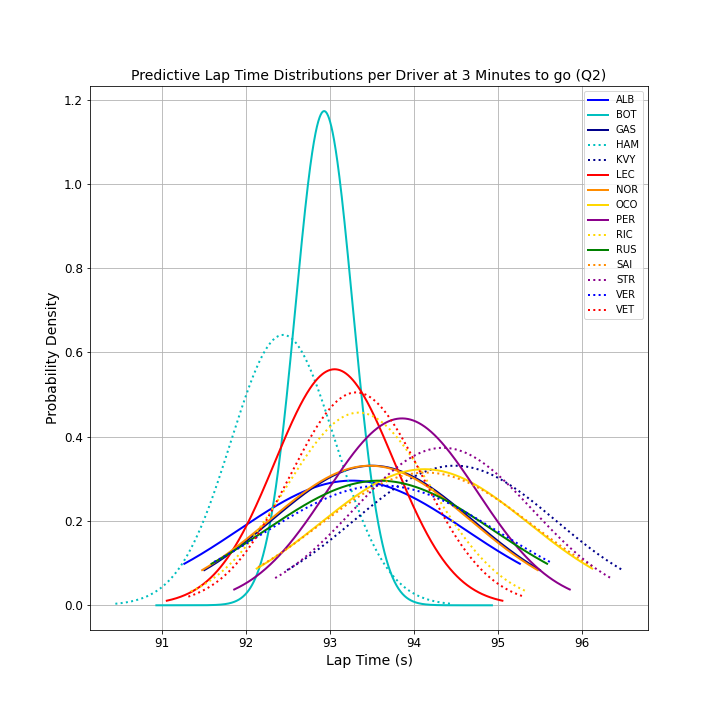 Predictive Lap Time Distributions per Driver at 3 Minutes to go (Q2)
1.2
1.0
0.8
0.6
0.4
0.2
0.0
Probability Density
ALB
BOT
GAS
HAM
KVY
LEC
NOR
OCO
PER
RIC
RUS
SAI
STR
VER
VET
91 92 93 94 95 96
Lap Time (s)